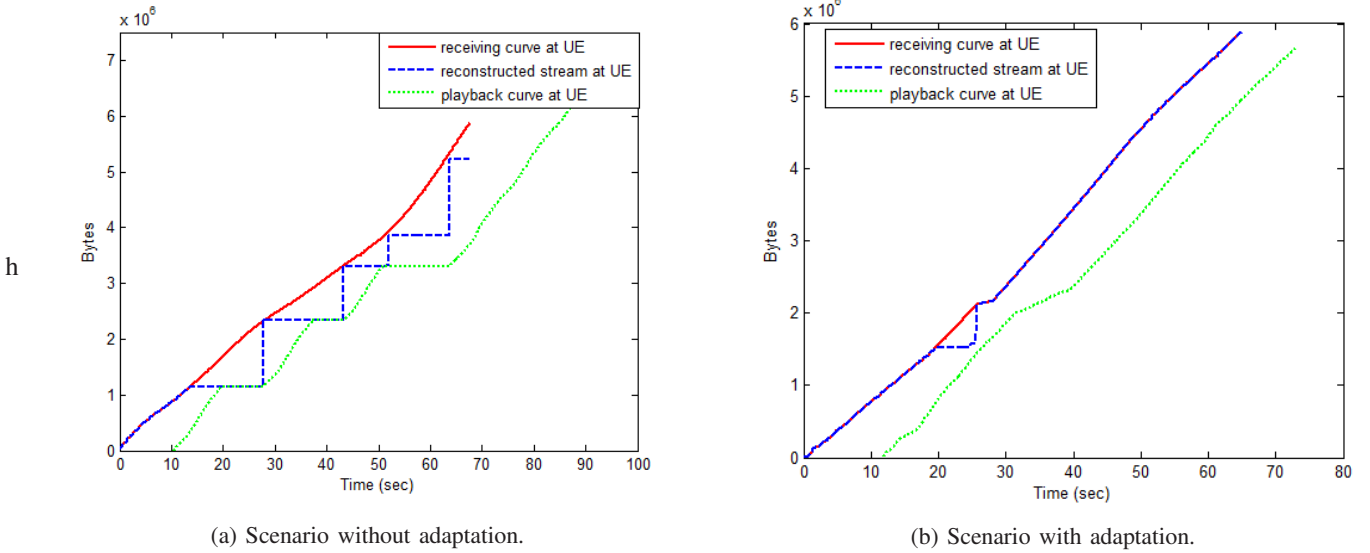 x 10^6
7
6
5
4
3
2
1
0
Bytes
receiving curve at UE
reconstructed stream at UE
playback curve at UE
0 10 20 30 40 50 60 70 80 90 100
Time (sec)
(a) Scenario without adaptation.
h
6
5
4
3
2
1
0
Bytes
receiving curve at UE
reconstructed stream at UE
playback curve at UE
0 10 20 30 40 50 60 70 80
Time (sec)
(b) Scenario with adaptation.